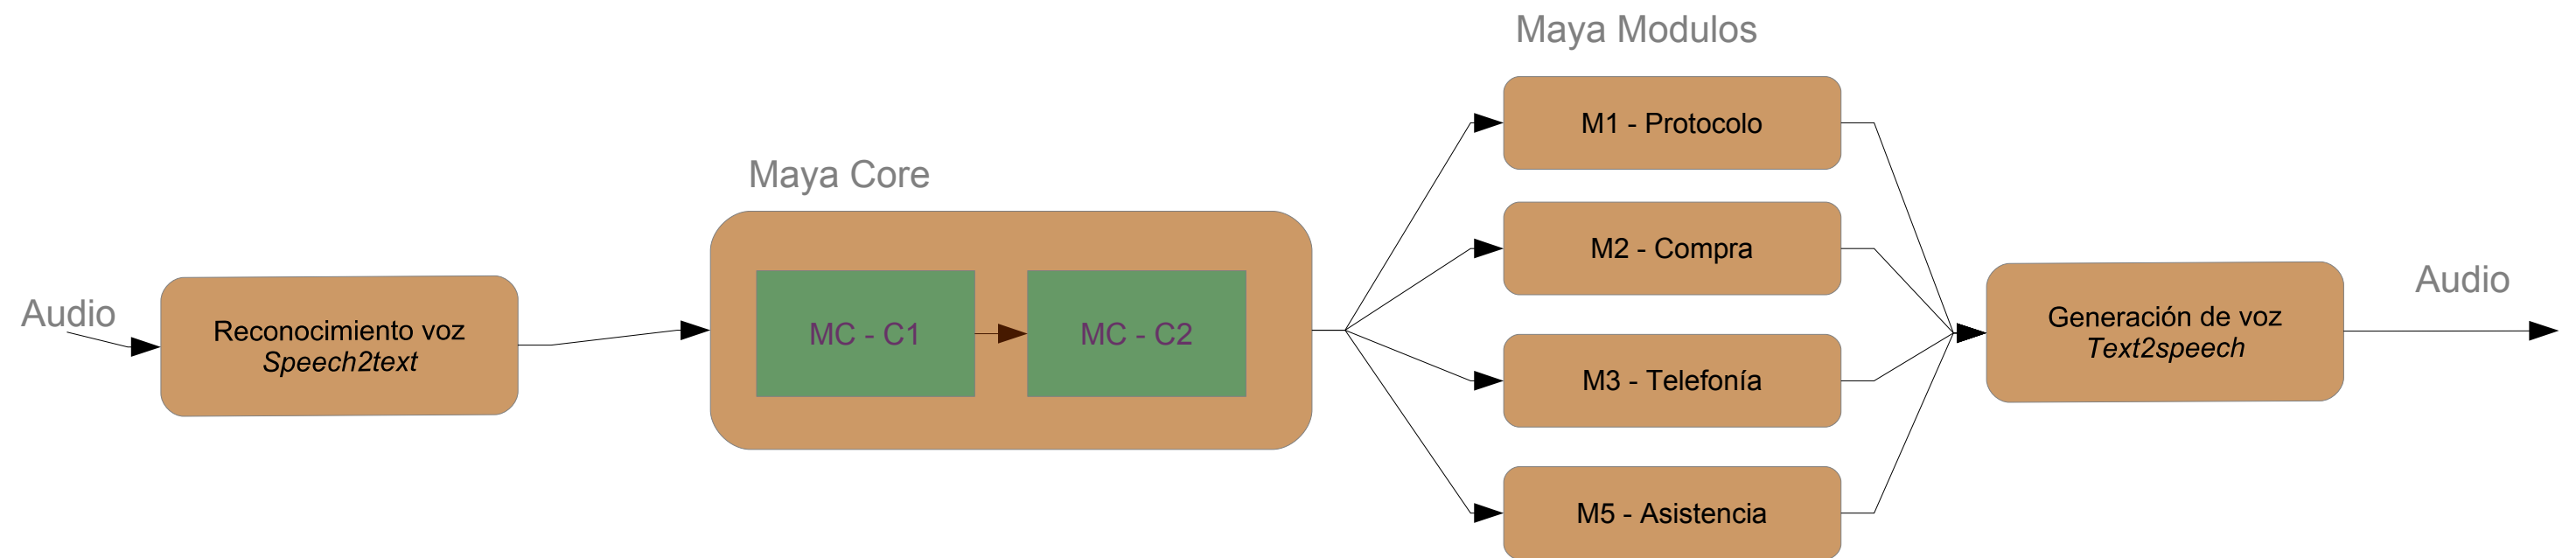 Maya Modulos
M1 - Protocolo
Maya Core
M2 - Compra
Audio
Reconocimiento voz
Speech2text
MC - C1
MC - C2
Generación de voz
Text2speech
Audio
M3 - Telefonía
M5 - Asistencia